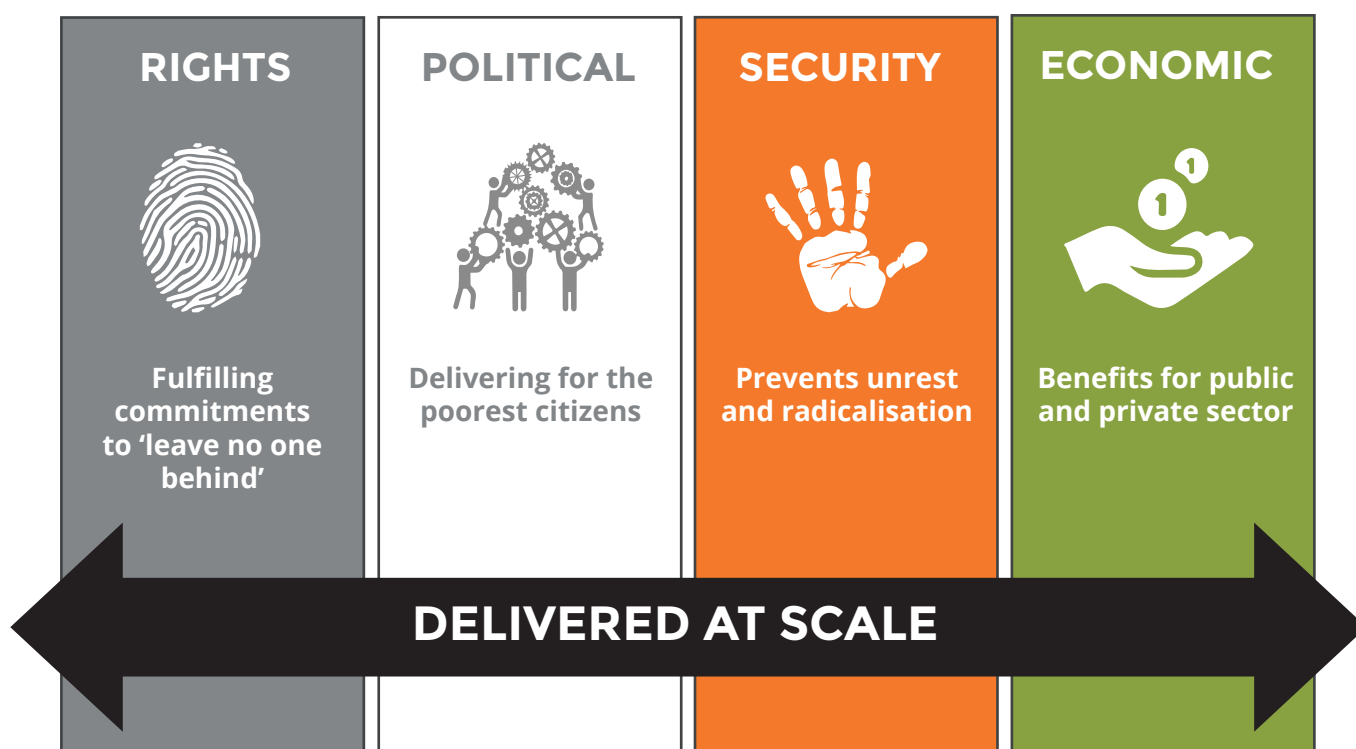 RIGHTS
Fulfilling
commitments
to ‘leave no one
behind’
POLITICAL
Delivering for the
poorest citizens
SECURITY
Prevents unrest
and radicalisation
ECONOMIC
1
1
Benefits for public
and private sector
DELIVERED AT SCALE